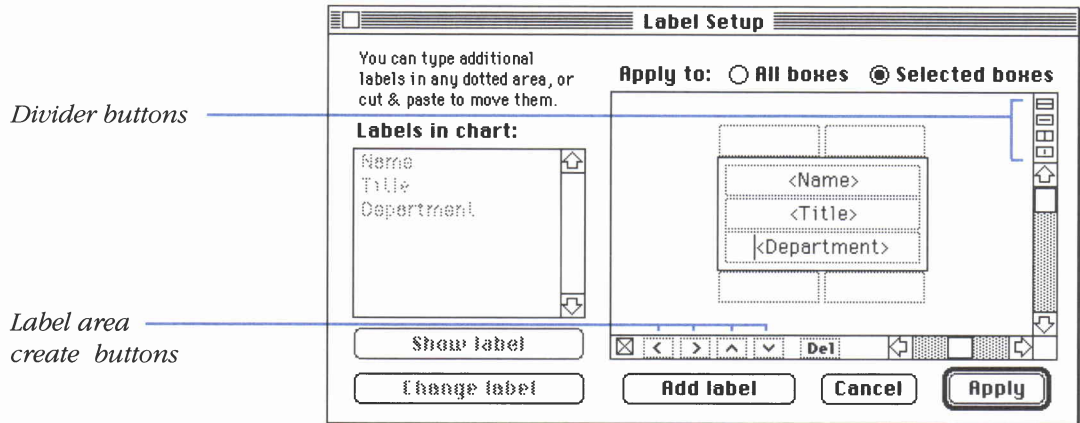 Label Setup
You can type additional
labels in any dotted area, or
cut & paste to move them.
Apply to: All boxes Selected boxes
Divider buttons
Labels in chart:
Name
Title
Department
<Name>
<Title>
<Department>
Label area
create buttons
Show label
< > ^ v Del
Change label
Add label
Cancel
Apply